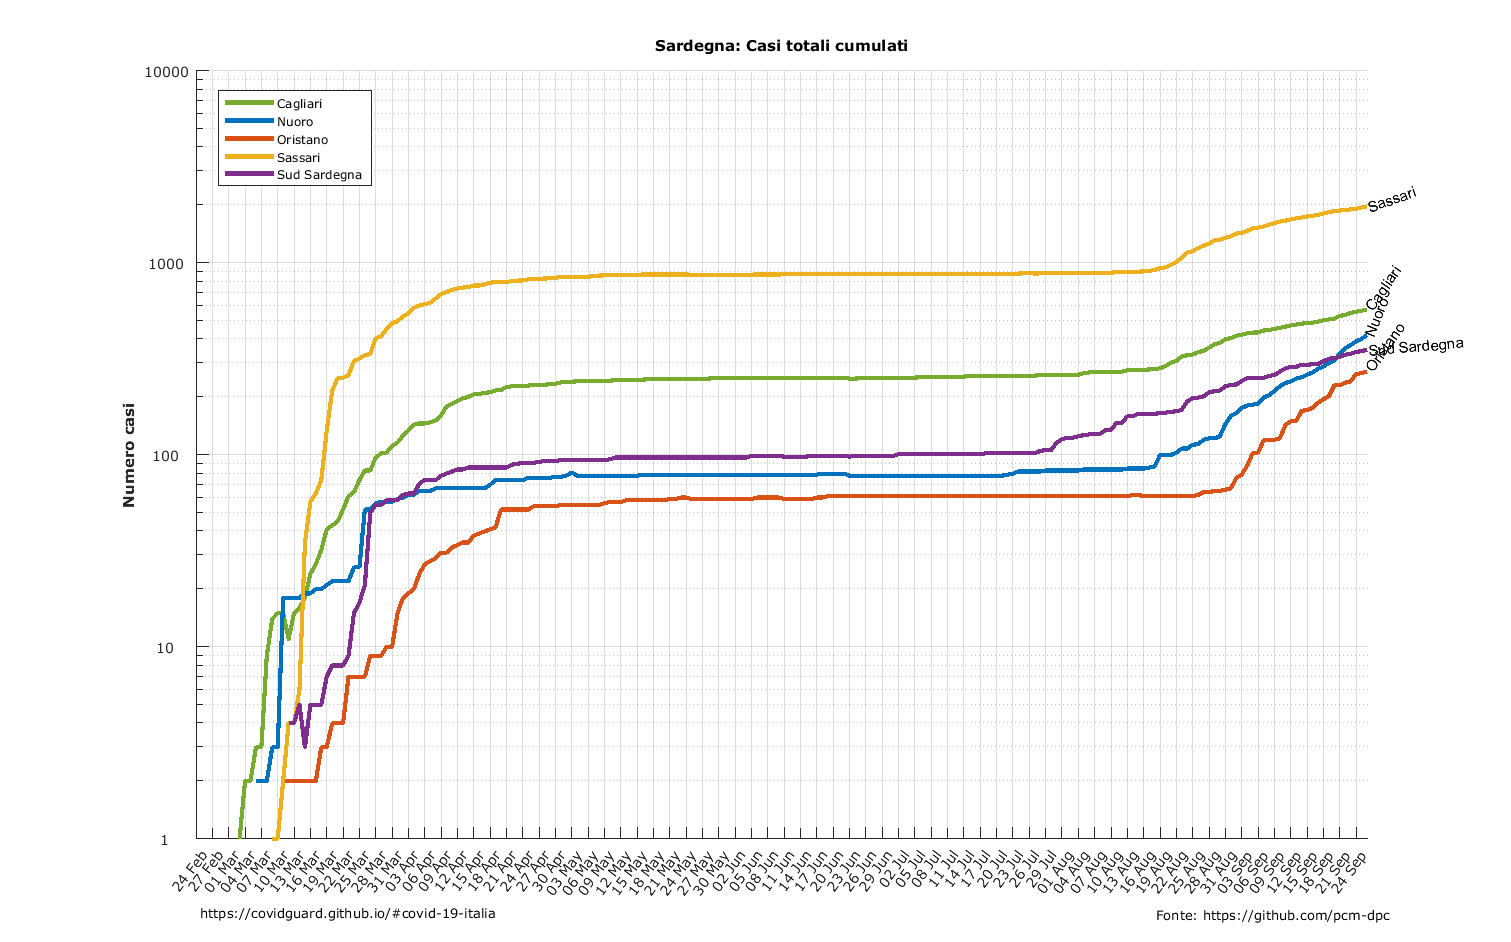 Sardegna: Casi totali cumulati
10000
1000
100
10
1
Numero casi
Cagliari
Nuoro
Oristano
Sassari
Sud Sardegna
Sassari
Cagliari
Nuoro
Sud Sardegna
Oristano
24 Feb
27 Feb
01 Mar
04 Mar
07 Mar
10 Mar
13 Mar
16 Mar
19 Mar
22 Mar
25 Mar
28 Mar
31 Mar
03 Apr
06 Apr
09 Apr
12 Apr
15 Apr
18 Apr
21 Apr
24 Apr
27 Apr
30 Apr
03 May
06 May
09 May
12 May
15 May
18 May
21 May
24 May
27 May
30 May
02 Jun
05 Jun
08 Jun
11 Jun
14 Jun
17 Jun
20 Jun
23 Jun
26 Jun
29 Jun
02 Jul
05 Jul
08 Jul
11 Jul
14 Jul
17 Jul
20 Jul
23 Jul
26 Jul
29 Jul
01 Aug
04 Aug
07 Aug
10 Aug
13 Aug
16 Aug
19 Aug
22 Aug
25 Aug
28 Aug
31 Aug
03 Sep
06 Sep
09 Sep
12 Sep
15 Sep
18 Sep
21 Sep
24 Sep
https://covidguard.github.io/#covid-19-italia
Fonte: https://github.com/pcm-dpc